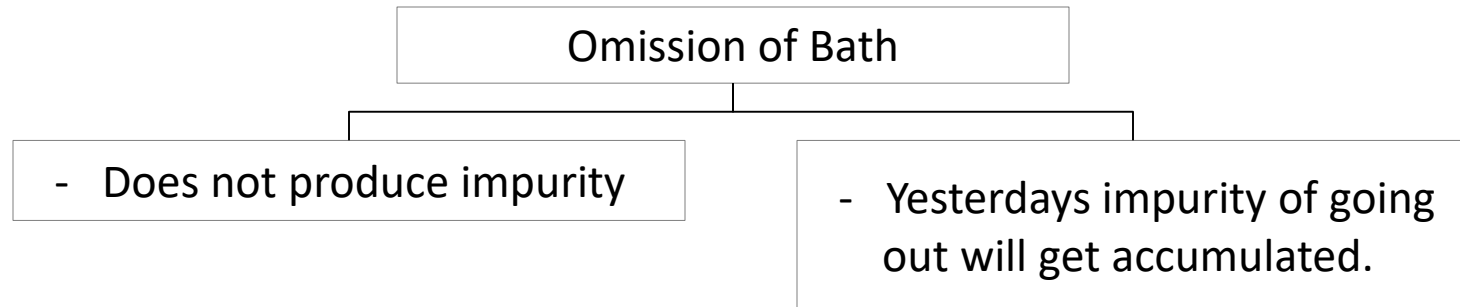 Omission of Bath
- Does not produce impurity
- Yesterdays impurity of going
out will get accumulated.